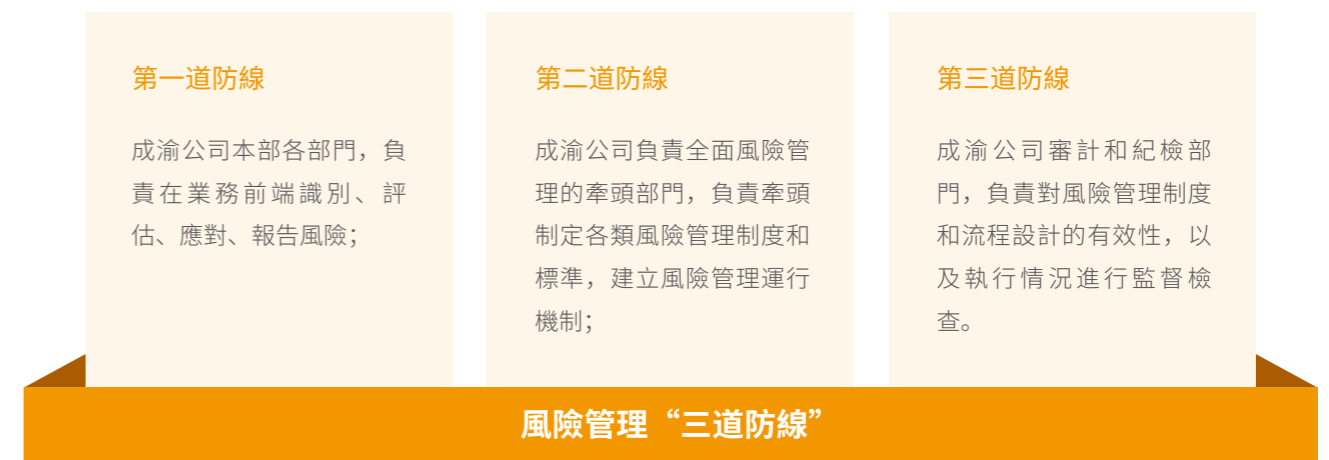 第一道防線
成渝公司本部各部門，負
責在業務前端識別、評
估、應對、報告風險；
第二道防線
成渝公司負責全面風險管
理的牽頭部門，負責牽頭
制定各類風險管理制度和
標準，建立風險管理運行
機制；
第三道防線
成渝公司審計和紀檢部
門，負責對風險管理制度
和流程設計的有效性，以
及執行情況進行監督檢
查。
風險管理“三道防線”